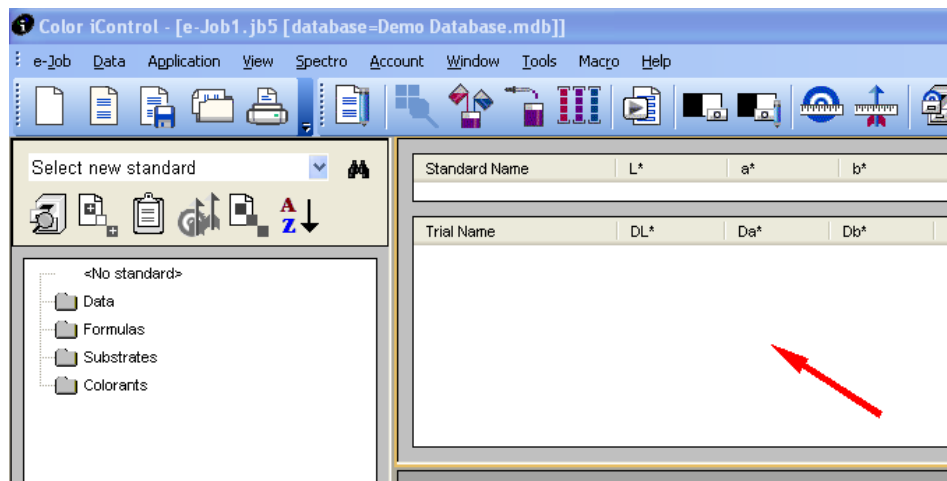 Color iControl - [e-Job1.jb5 [database=Demo Database.mdb]]
e-Job Data Application View Spectro Account Window Tools Macro Help
Select new standard
A
Z
<No standard>
Data
Formulas
Substrates
Colorants
Standard Name L* a* b*
Trial Name DL* Da* Db*